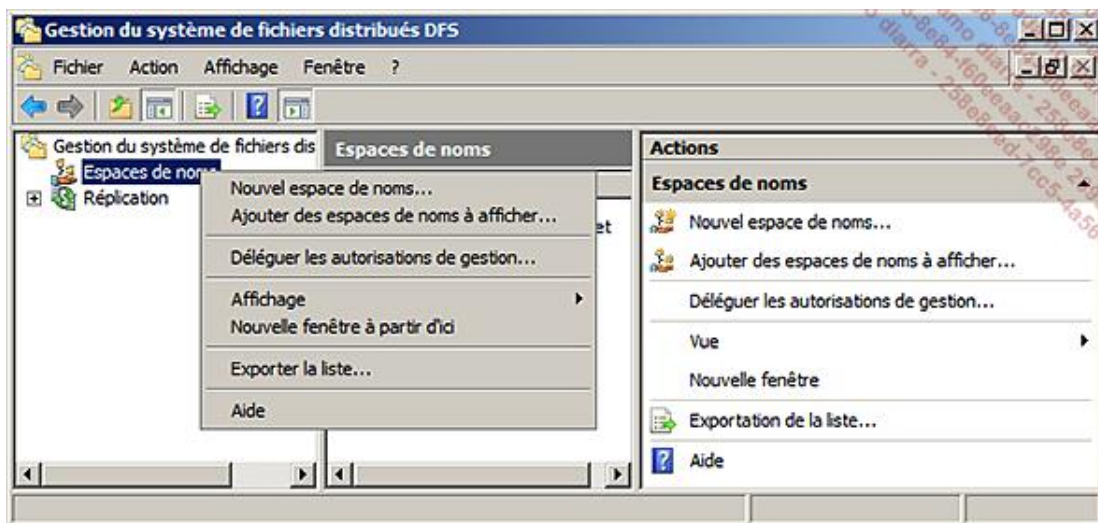 Gestion du système de fichiers distribués DFS
Fichier Action Affichage Fenêtre ?
Gestion du système de fichiers dis
Espaces de noms
Réplication
Nouvel espace de noms...
Ajouter des espaces de noms à afficher...
Déléguer les autorisations de gestion...
Affichage
Nouvelle fenêtre à partir d'ici
Exporter la liste...
Aide
Espaces de noms
et
Actions
Espaces de noms
Nouvel espace de noms...
Ajouter des espaces de noms à afficher...
Déléguer les autorisations de gestion...
Vue
Nouvelle fenêtre
Exportation de la liste...
Aide